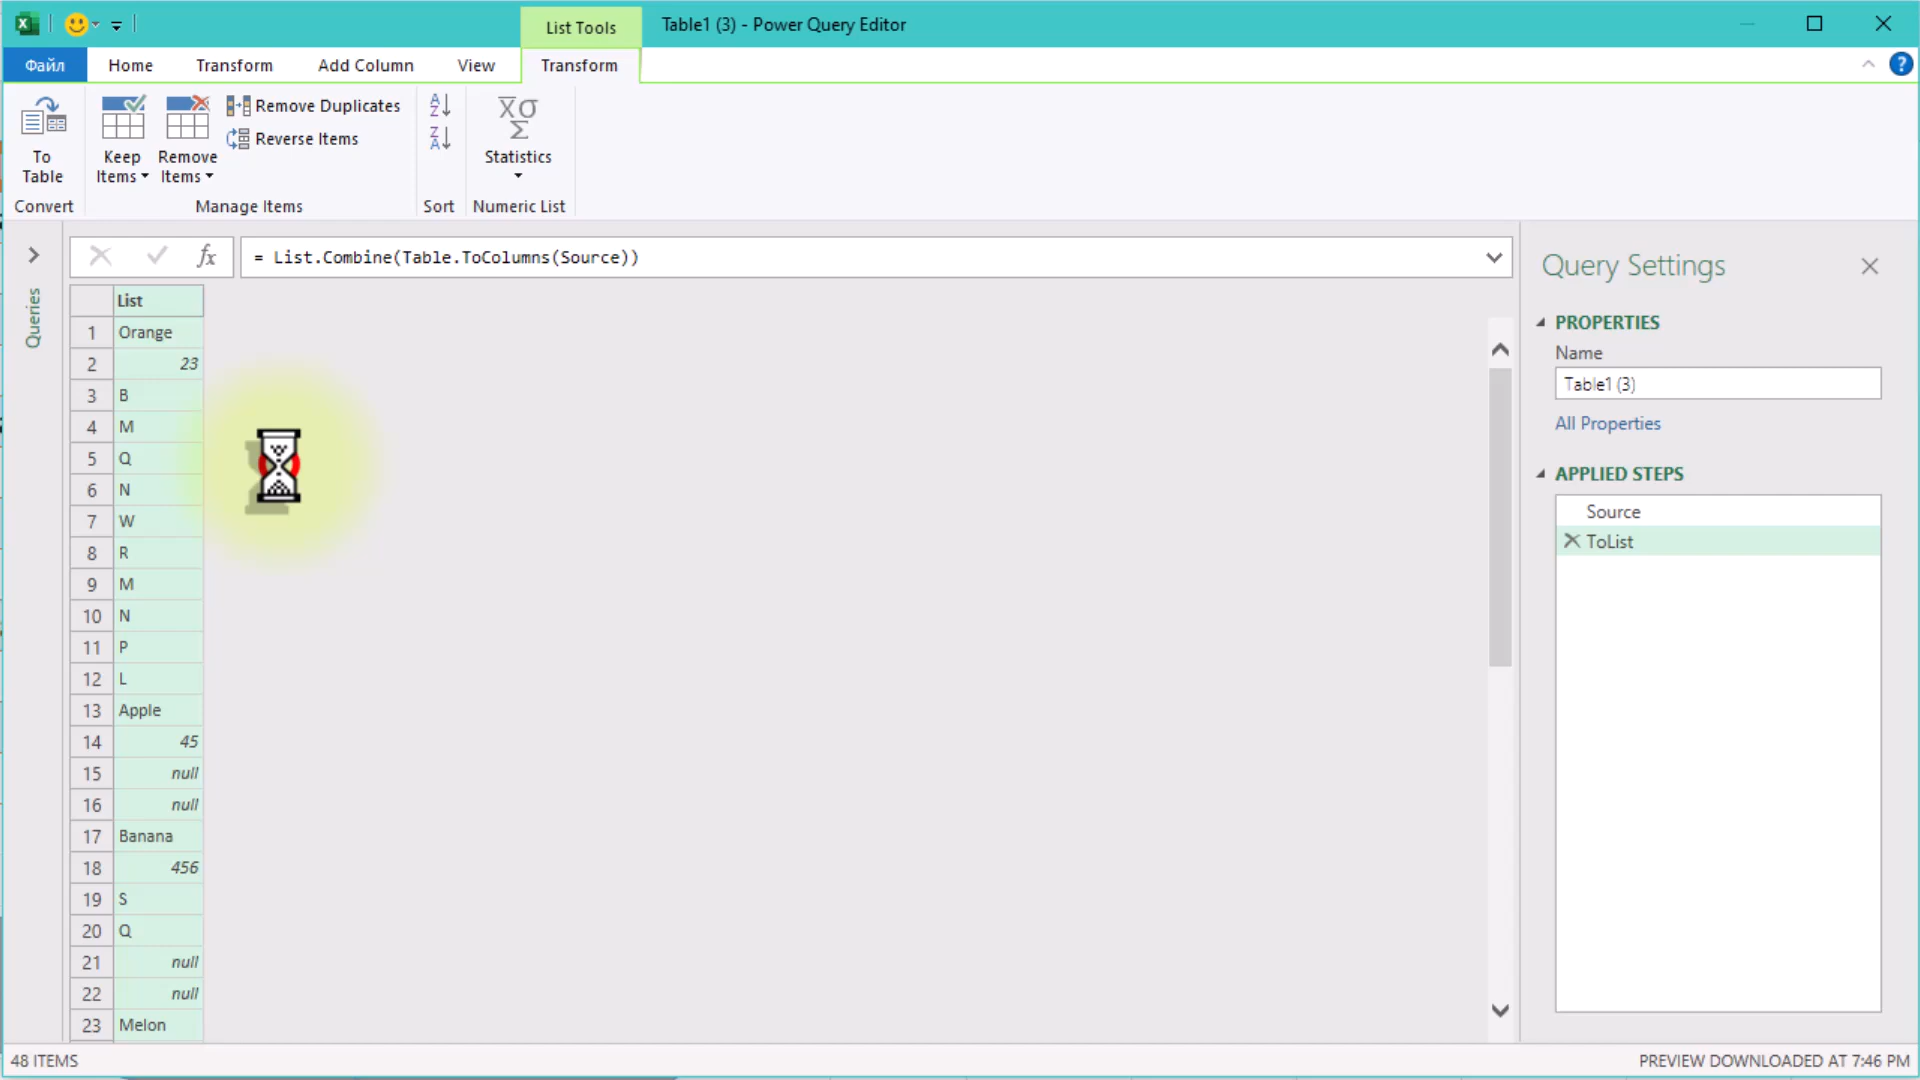 List Tools
Table1 (3) - Power Query Editor
Файл
Home
Transform
Add Column
View
Transform
?
To Table
Keep Items
Remove Items
Remove Duplicates
Reverse Items
A Z
Z A
X̄σ Σ
Statistics
Convert
Manage Items
Sort
Numeric List
Queries
fx
= List.Combine(Table.ToColumns(Source))
List
1 Orange
2 23
3 B
4 M
5 Q
6 N
7 W
8 R
9 M
10 N
11 P
12 L
13 Apple
14 45
15 null
16 null
17 Banana
18 456
19 S
20 Q
21 null
22 null
23 Melon
Query Settings
PROPERTIES
Name
Table1 (3)
All Properties
APPLIED STEPS
Source
ToList
48 ITEMS
PREVIEW DOWNLOADED AT 7:46 PM